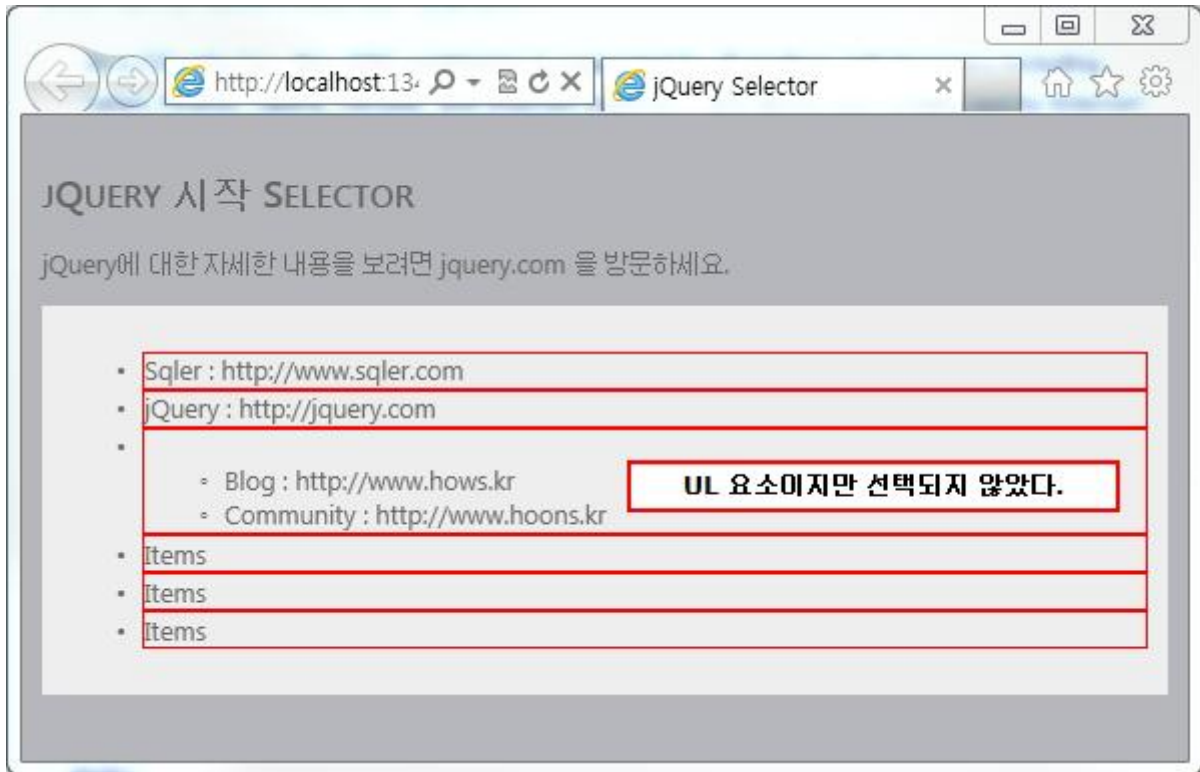 http://localhost:134
jQuery Selector
JQUERY 시작 SELECTOR
jQuery에 대한 자세한 내용을 보려면 jquery.com 을 방문하세요.
Sqler : http://www.sqler.com
jQuery : http://jquery.com
Blog : http://www.hows.kr
UL 요소이지만 선택되지 않았다.
Community : http://www.hoons.kr
Items
Items
Items